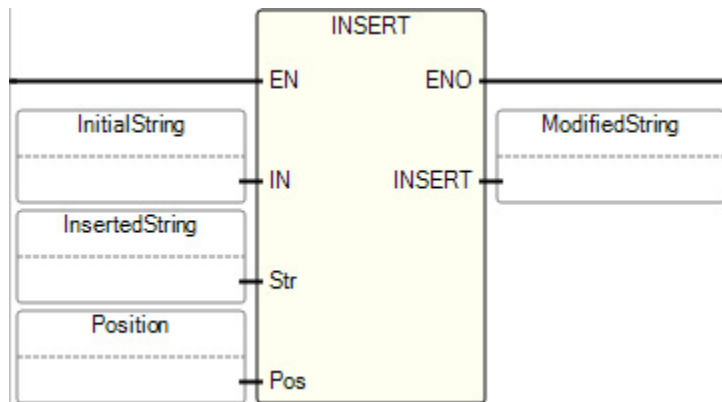 INSERT
EN ENO
InitialString ModifiedString
IN INSERT
InsertedString
Str
Position
Pos